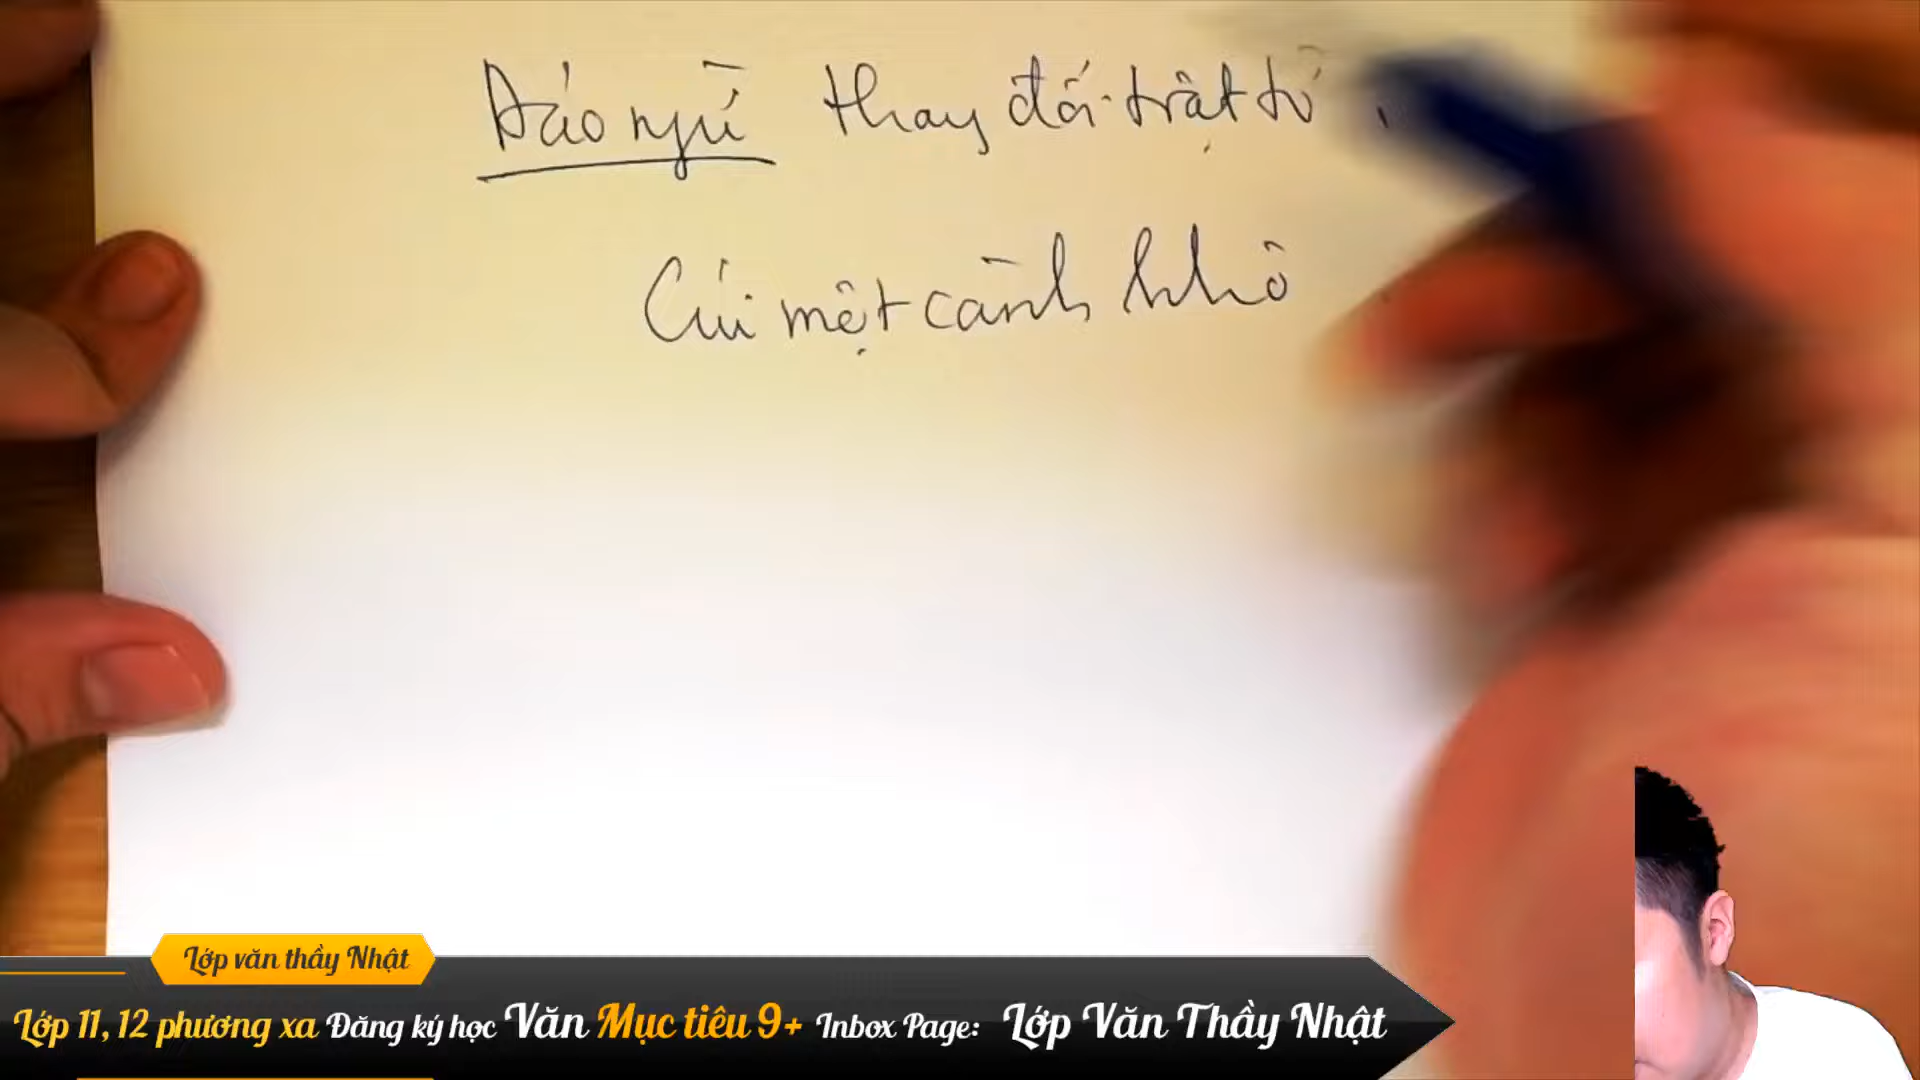 Đảo ngữ thay đổi trật tự
Củi một cành khô
Lớp văn thầy Nhật
Lớp 11, 12 phương xa Đăng ký học Văn Mục tiêu 9+ Inbox Page: Lớp Văn Thầy Nhật